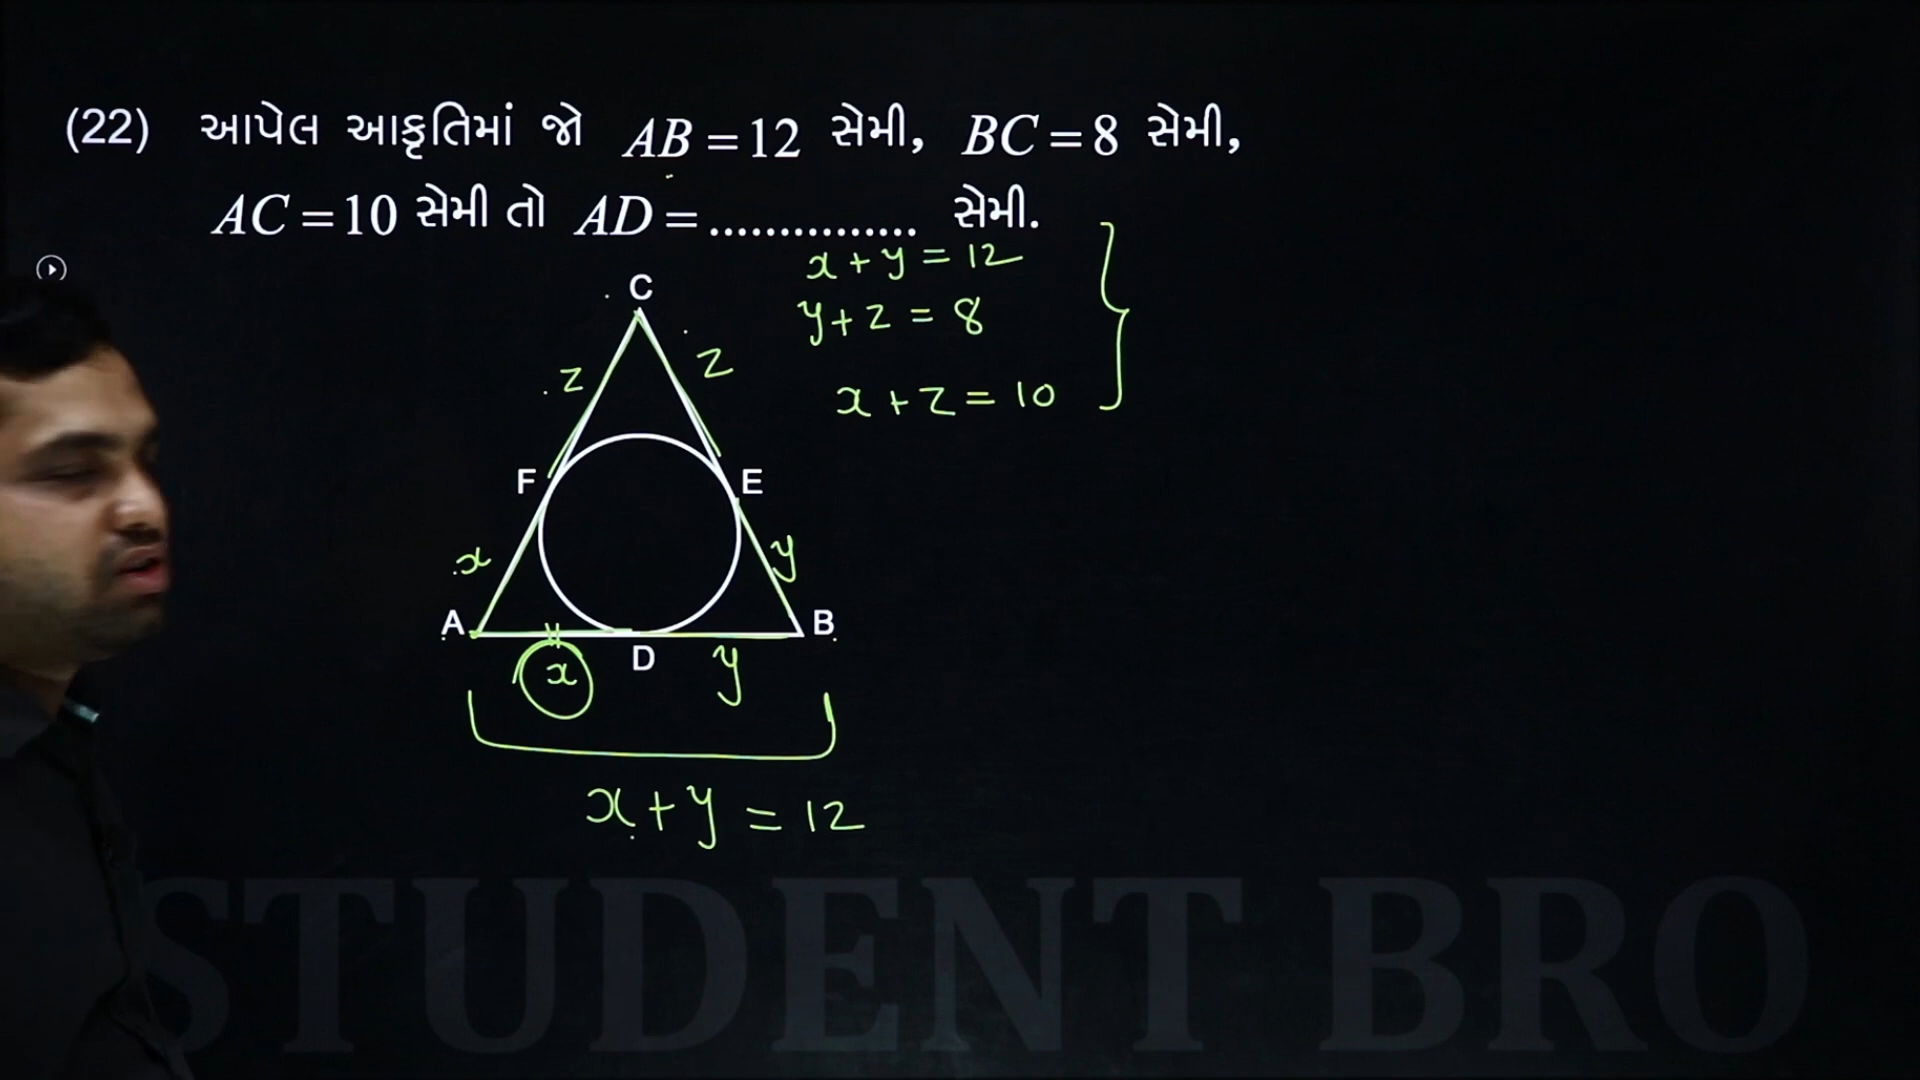 (22) આપેલ આકૃતિમાં જો AB = 12 સેમી, BC = 8 સેમી,
AC = 10 સેમી તો AD = ............... સેમી.
x + y = 12
y + z = 8
x + z = 10
C
z
z
F
E
x
y
A
B
x
D
y
x + y = 12
STUDENT BRO